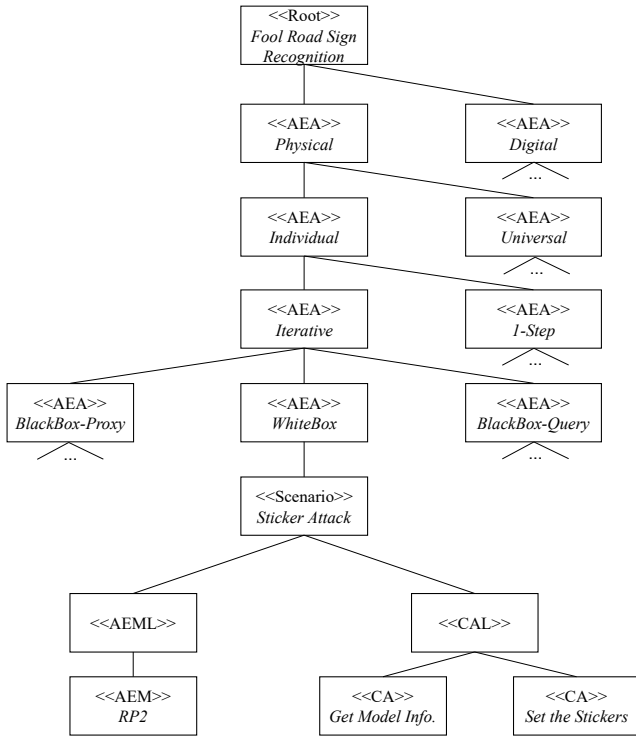 <<Root>>
Fool Road Sign
Recognition
<<AEA>>
Physical
<<AEA>>
Digital
...
<<AEA>>
Individual
<<AEA>>
Universal
...
<<AEA>>
Iterative
<<AEA>>
1-Step
...
<<AEA>>
BlackBox-Proxy
...
<<AEA>>
WhiteBox
<<AEA>>
BlackBox-Query
...
<<Scenario>>
Sticker Attack
<<AEML>>
<<CAL>>
<<AEM>>
RP2
<<CA>>
Get Model Info.
<<CA>>
Set the Stickers